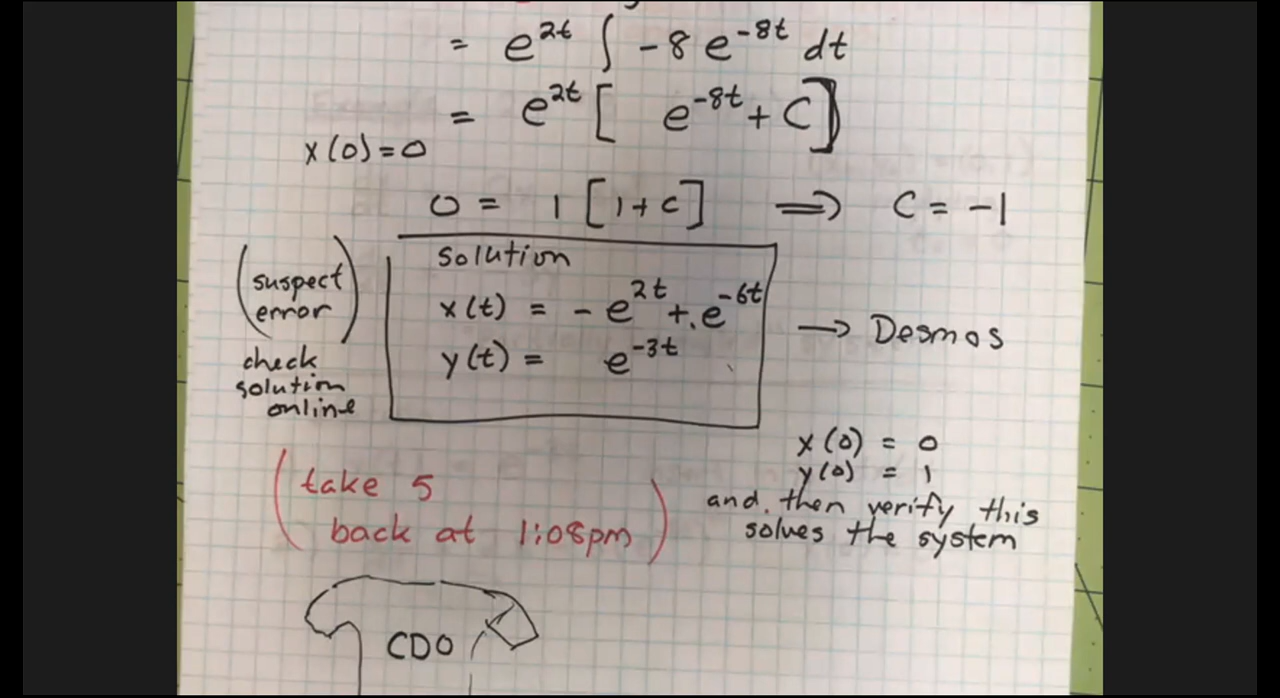 = e^{2t} ∫ -8 e^{-8t} dt
= e^{2t} [ e^{-8t} + C ]
x(0) = 0
0 = 1 [1 + c] ⟹ C = -1
(suspect error)
check solution online
solution
x(t) = - e^{2t} + e^{-6t}
y(t) = e^{-3t}
→ Desmos
x(0) = 0
y(0) = 1
and then verify this
solves the system
(take 5
back at 1:08pm)
CDO